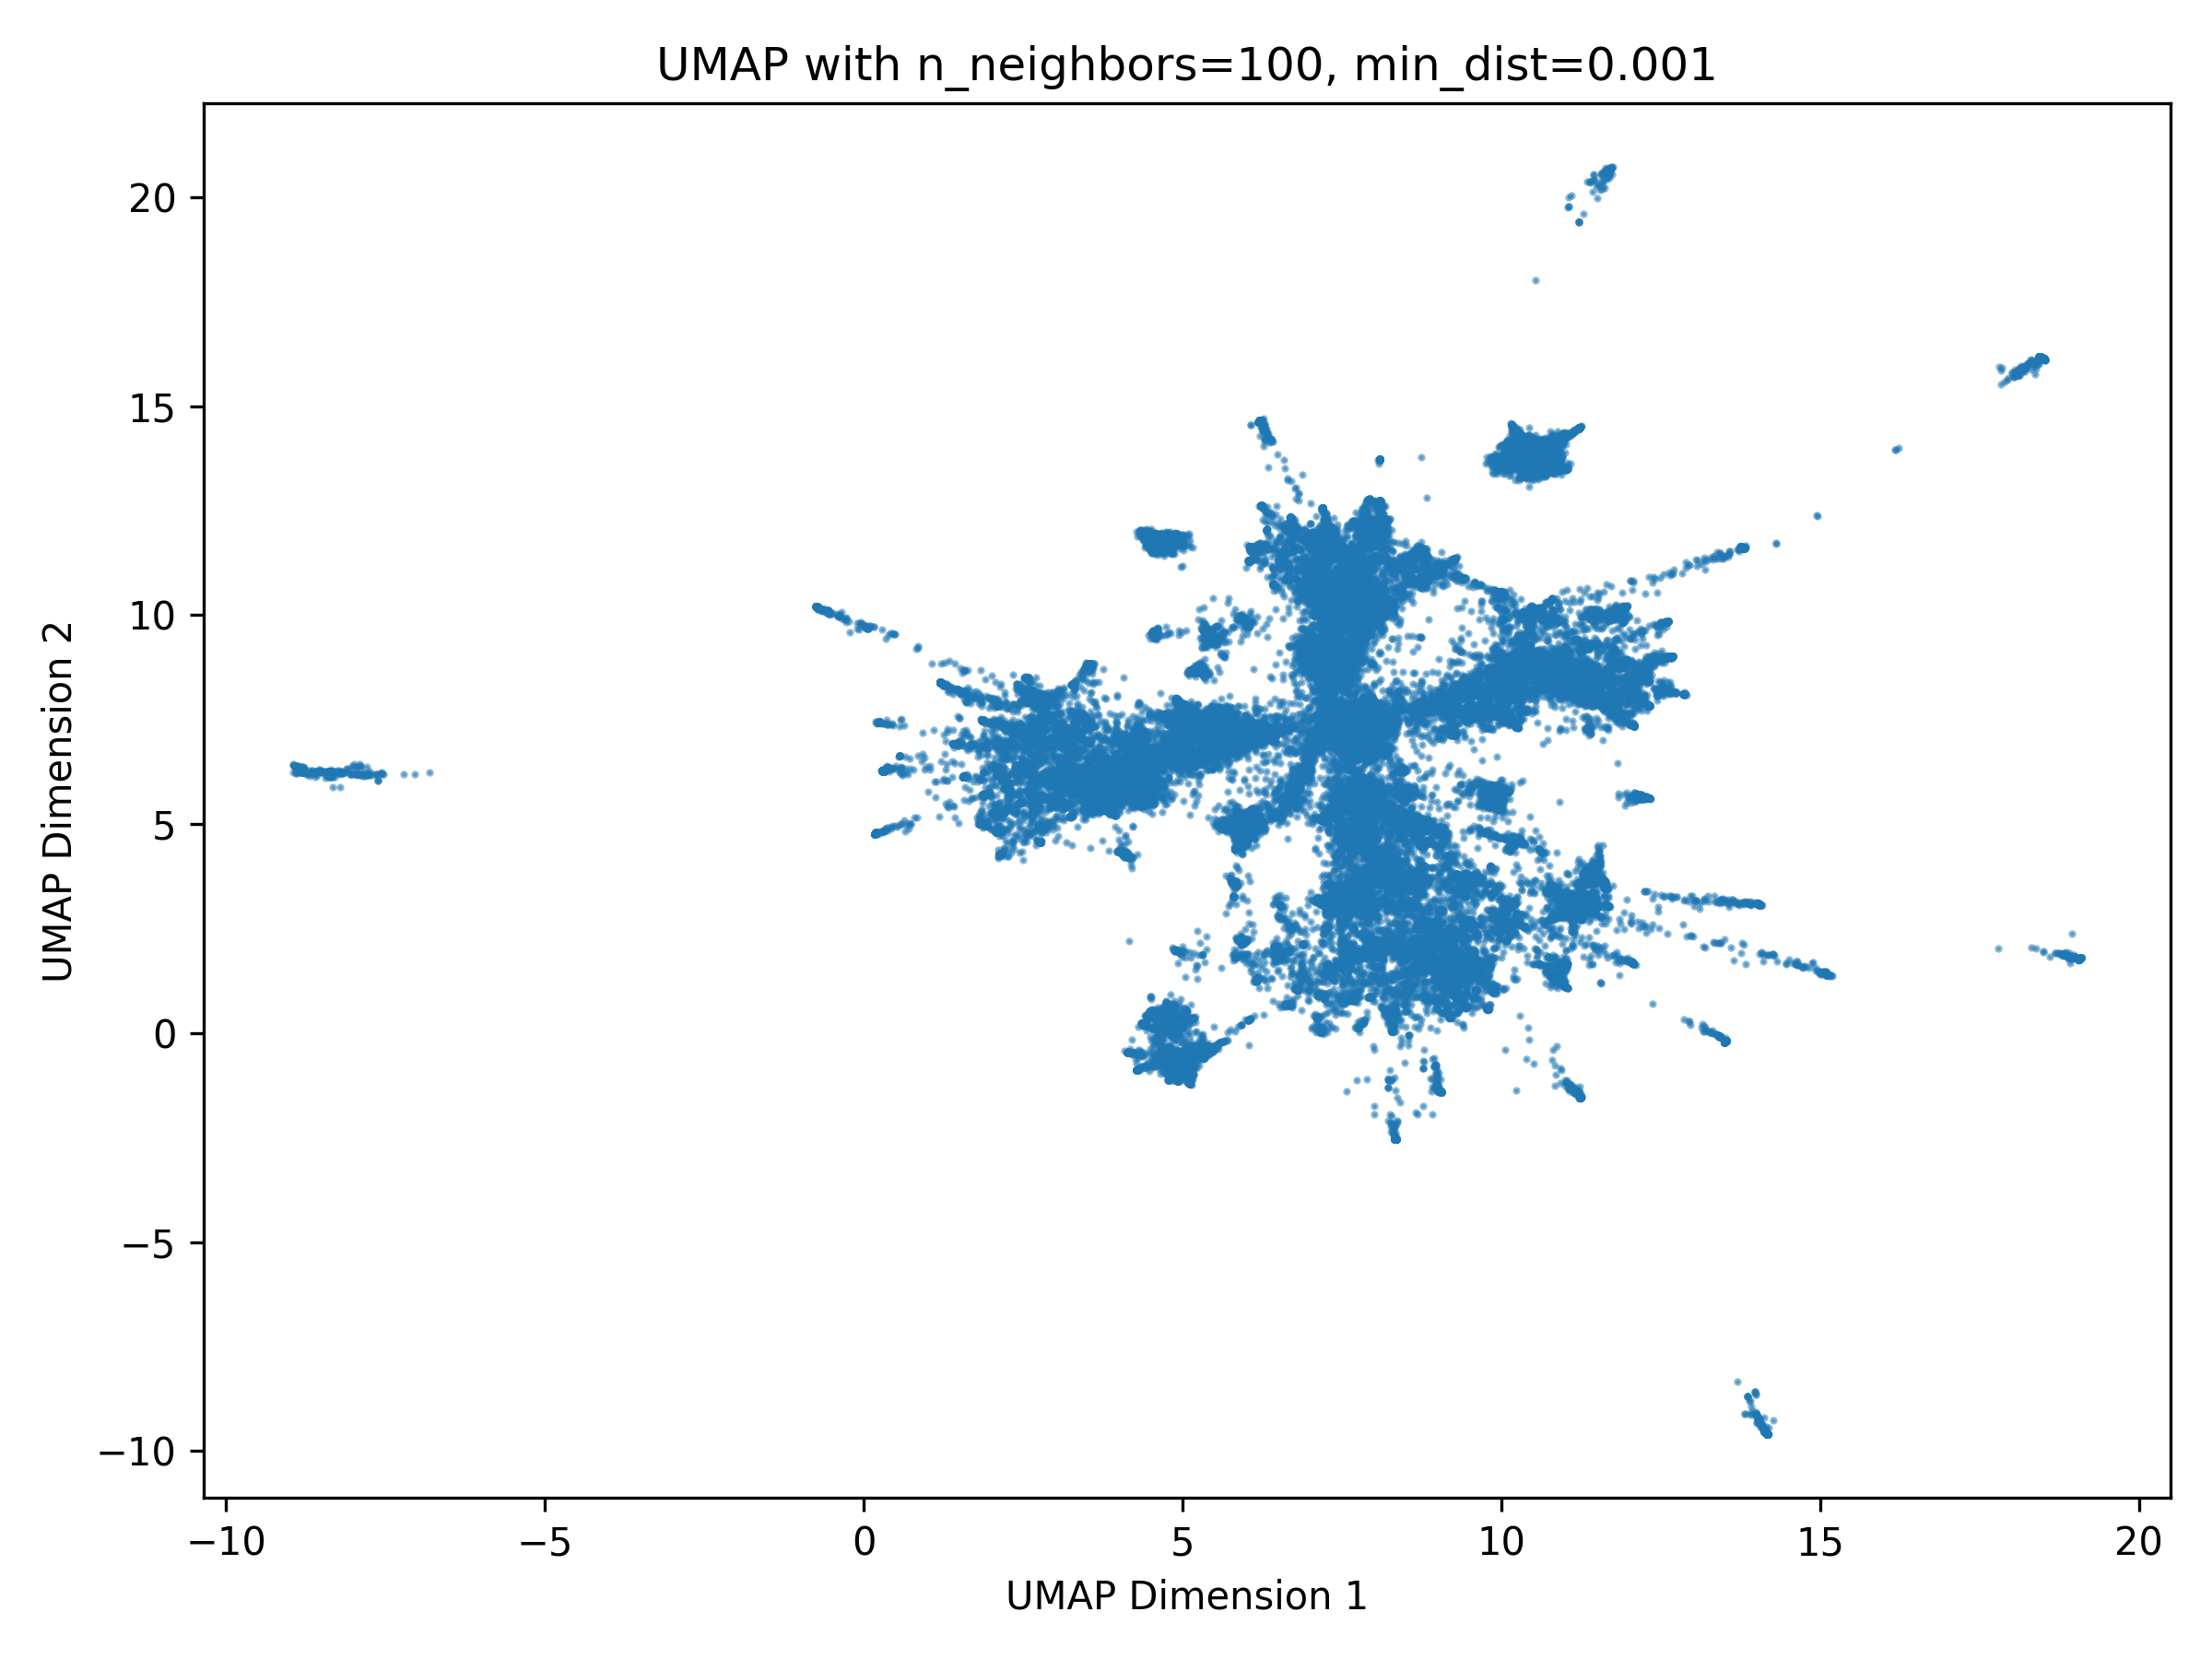 UMAP with n_neighbors=100, min_dist=0.001
20
15
10
5
0
−5
−10
UMAP Dimension 2
−10 −5 0 5 10 15 20
UMAP Dimension 1